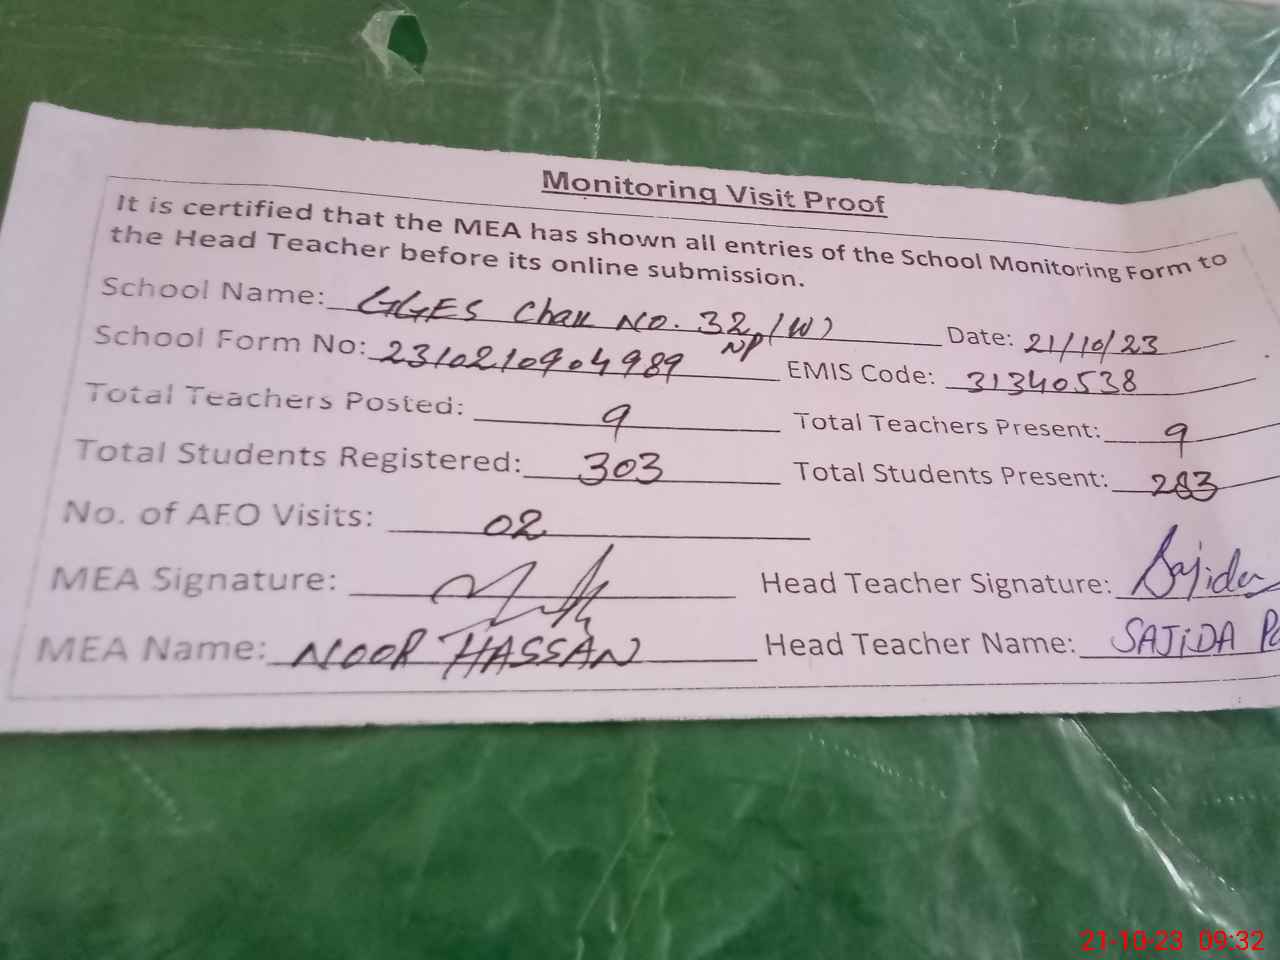 Monitoring Visit Proof
It is certified that the MEA has shown all entries of the School Monitoring Form to
the Head Teacher before its online submission.
School Name: GGES Chak No. 32 (W) Date: 21/10/23
NP
School Form No: 2310210904989 EMIS Code: 31340538
Total Teachers Posted: 9 Total Teachers Present: 9
Total Students Registered: 303 Total Students Present: 283
No. of AEO Visits: 02
MEA Signature: Head Teacher Signature: Sajida
MEA Name: NOOR HASSAN Head Teacher Name: SAJIDA
21-10-23 09:32